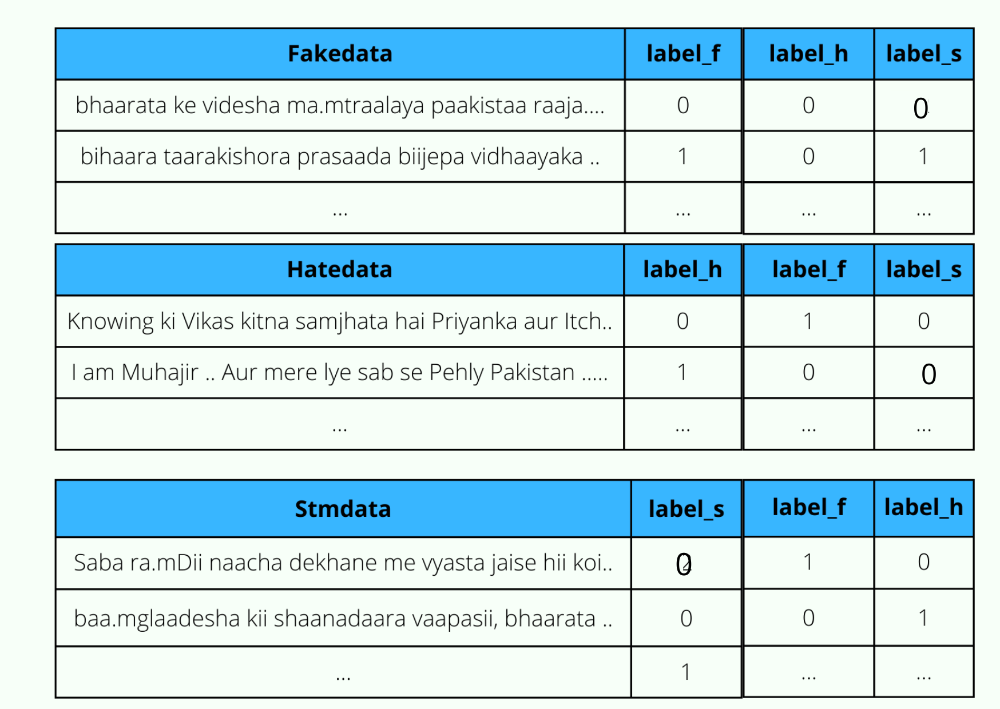 Fakedata label_f label_h label_s
bhaarata ke videsha ma.mtraalaya paakistaa raaja.... 0 0 0
bihaara taarakishora prasaada biijepa vidhaayaka .. 1 0 1
... ... ... ...
Hatedata label_h label_f label_s
Knowing ki Vikas kitna samjhata hai Priyanka aur Itch.. 0 1 0
I am Muhajir .. Aur mere lye sab se Pehly Pakistan ..... 1 0 0
... ... ... ...
Stmdata label_s label_f label_h
Saba ra.mDii naacha dekhane me vyasta jaise hii koi.. 0 1 0
baa.mglaadesha kii shaanadaara vaapasii, bhaarata .. 0 0 1
... 1 ... ...